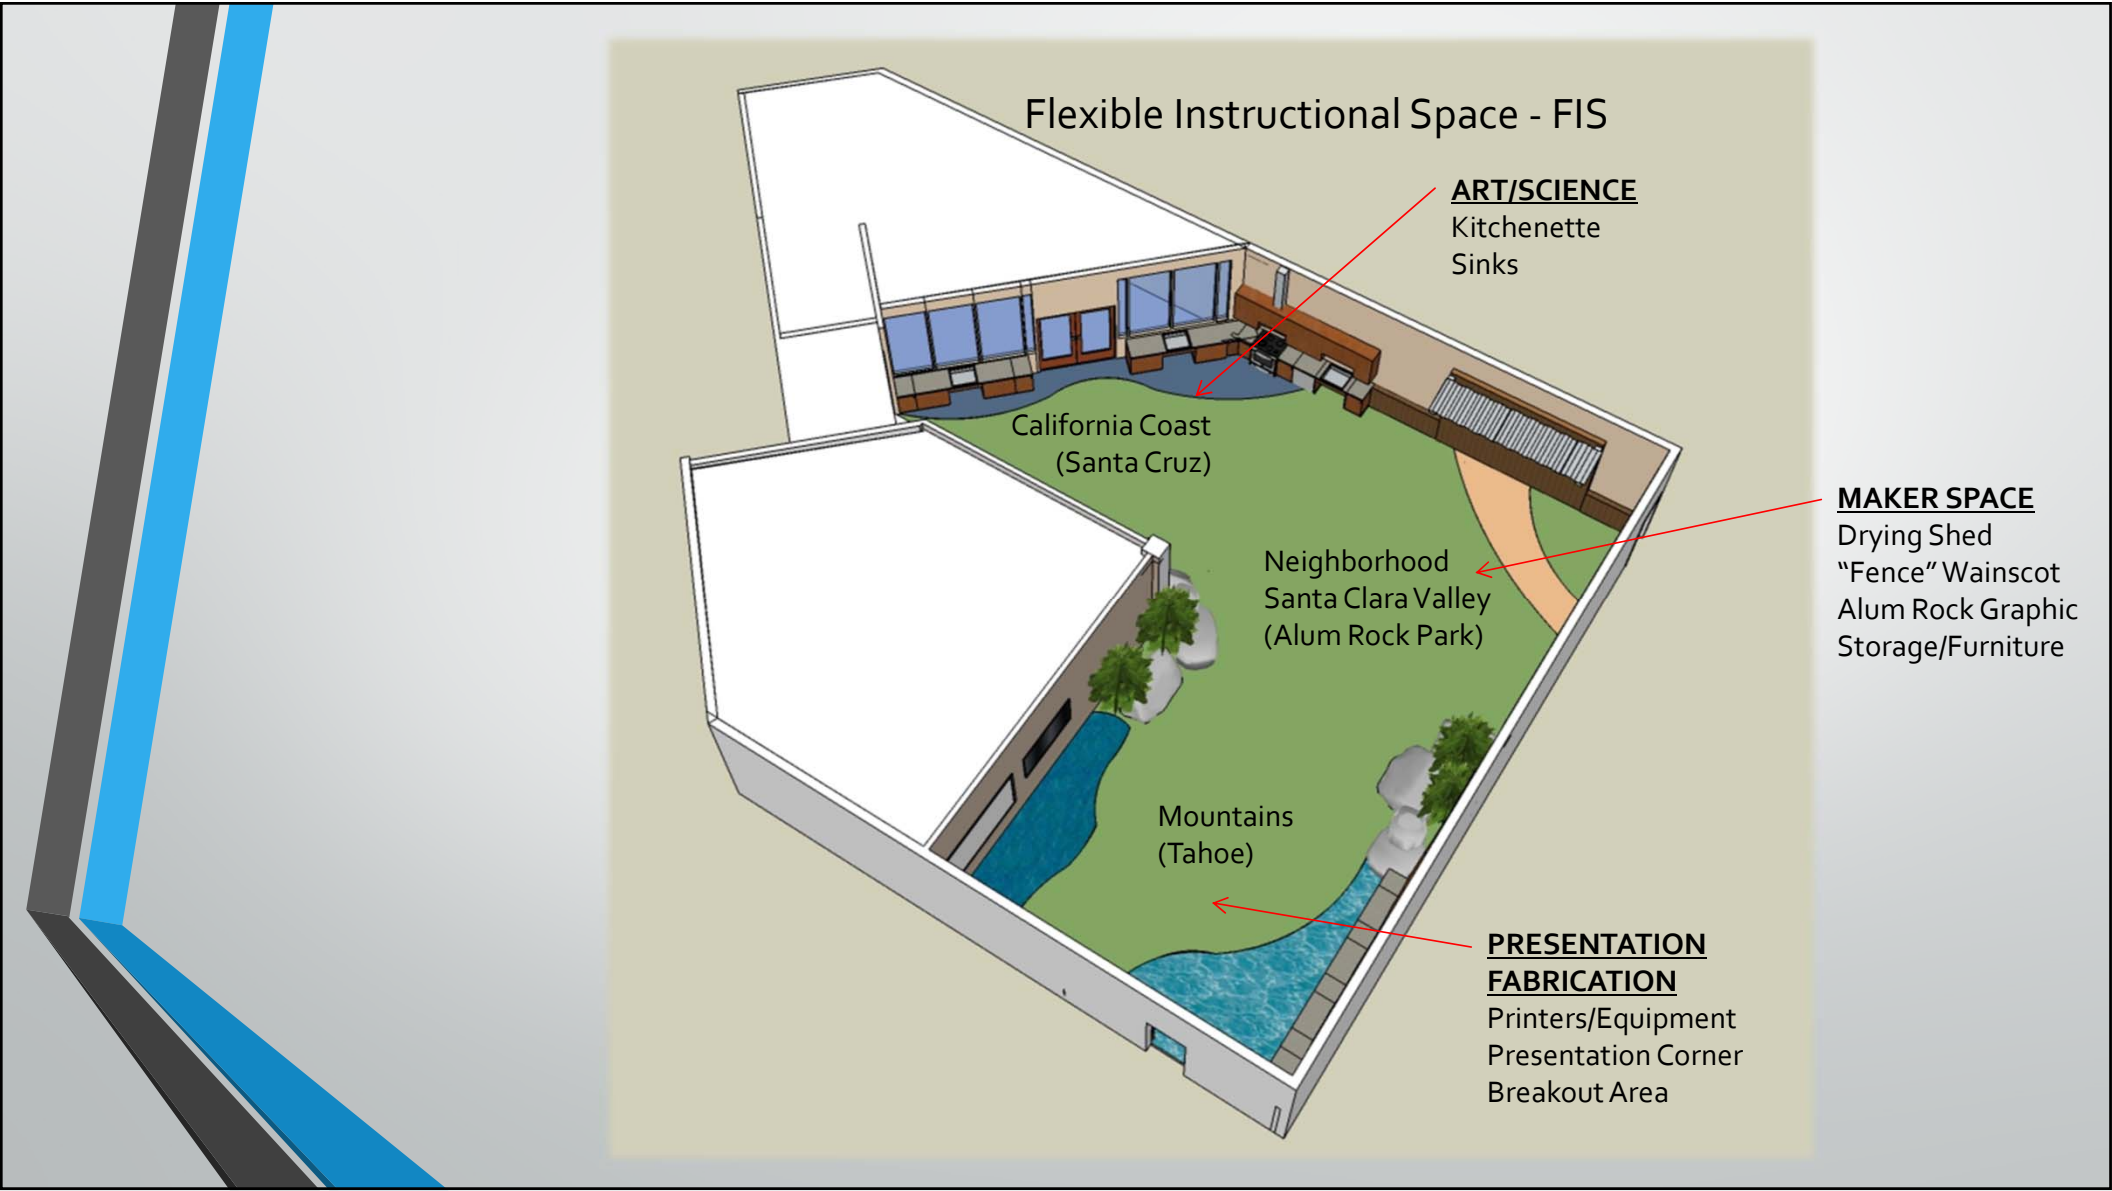 Flexible Instructional Space - FIS
ART/SCIENCE
Kitchenette
Sinks
California Coast
(Santa Cruz)
MAKER SPACE
Drying Shed
“Fence” Wainscot
Alum Rock Graphic
Storage/Furniture
Neighborhood
Santa Clara Valley
(Alum Rock Park)
Mountains
(Tahoe)
PRESENTATION
FABRICATION
Printers/Equipment
Presentation Corner
Breakout Area